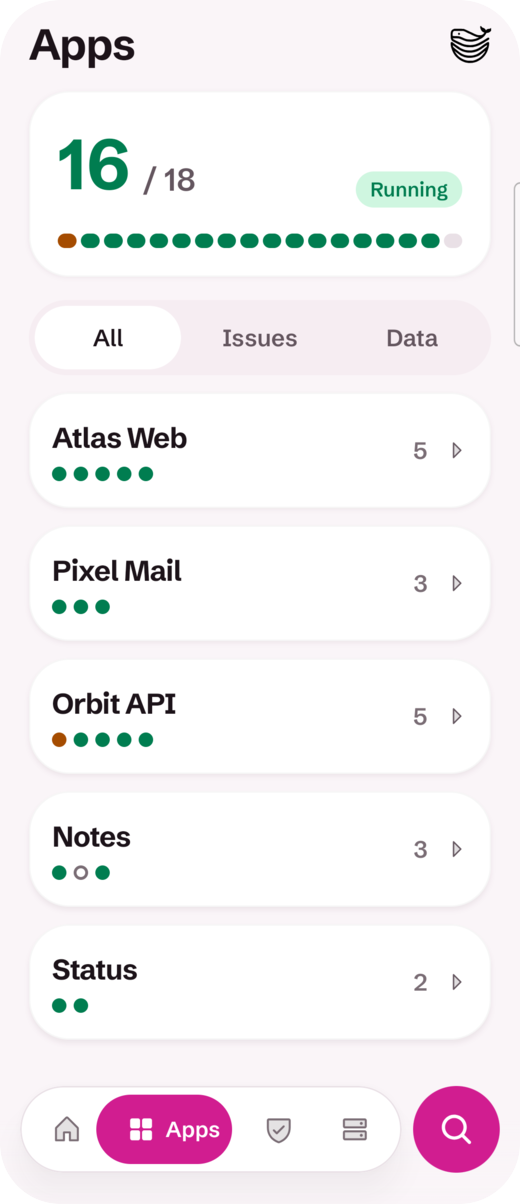 Apps
16 / 18
Running
All Issues Data
Atlas Web
5
Pixel Mail
3
Orbit API
5
Notes
3
Status
2
Apps